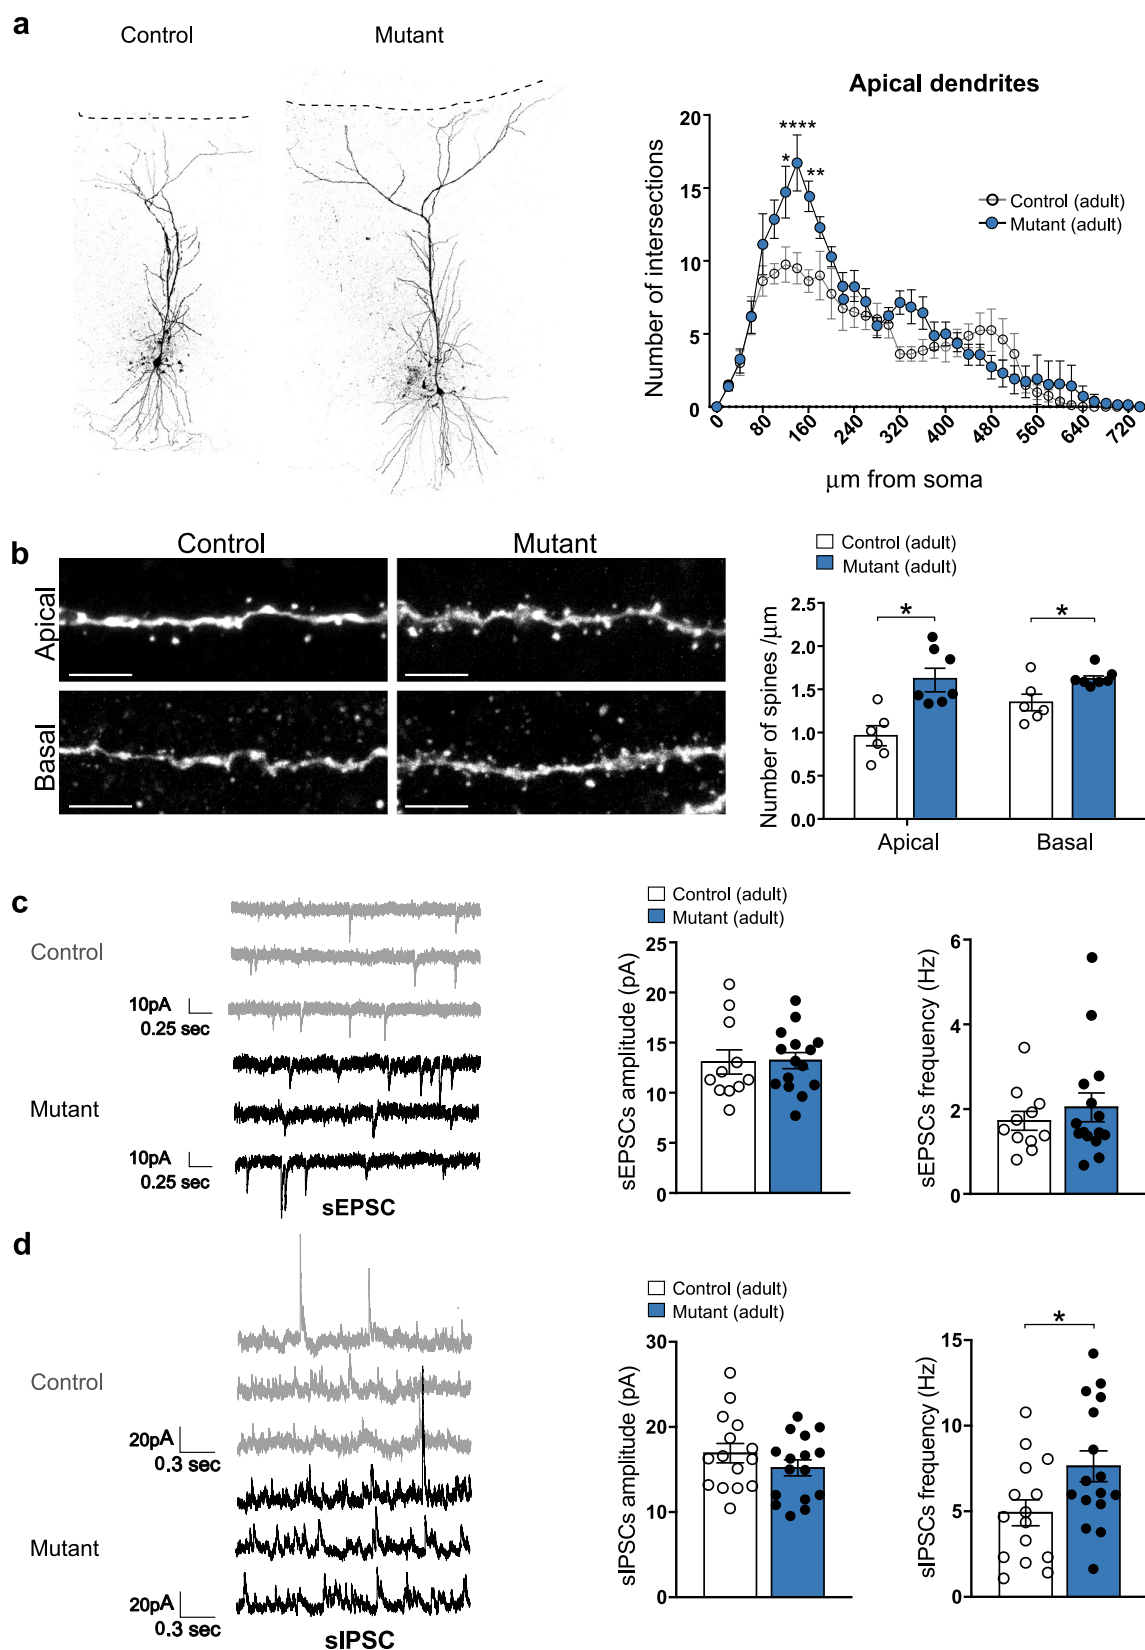 a
Control
Mutant
Apical dendrites
Number of intersections
20
15
10
5
0
****
*
**
Control (adult)
Mutant (adult)
0
80
160
240
320
400
480
560
640
720
μm from soma
b
Control
Mutant
Apical
Basal
Control (adult)
Mutant (adult)
Number of spines /μm
2.5
2.0
1.5
1.0
0.5
0.0
*
*
Apical
Basal
c
Control
10pA
0.25 sec
Mutant
10pA
0.25 sec
sEPSC
Control (adult)
Mutant (adult)
sEPSCs amplitude (pA)
25
20
15
10
5
0
sEPSCs frequency (Hz)
6
4
2
0
d
Control
20pA
0.3 sec
Mutant
20pA
0.3 sec
sIPSC
Control (adult)
Mutant (adult)
sIPSCs amplitude (pA)
30
20
10
0
sIPSCs frequency (Hz)
15
10
5
0
*